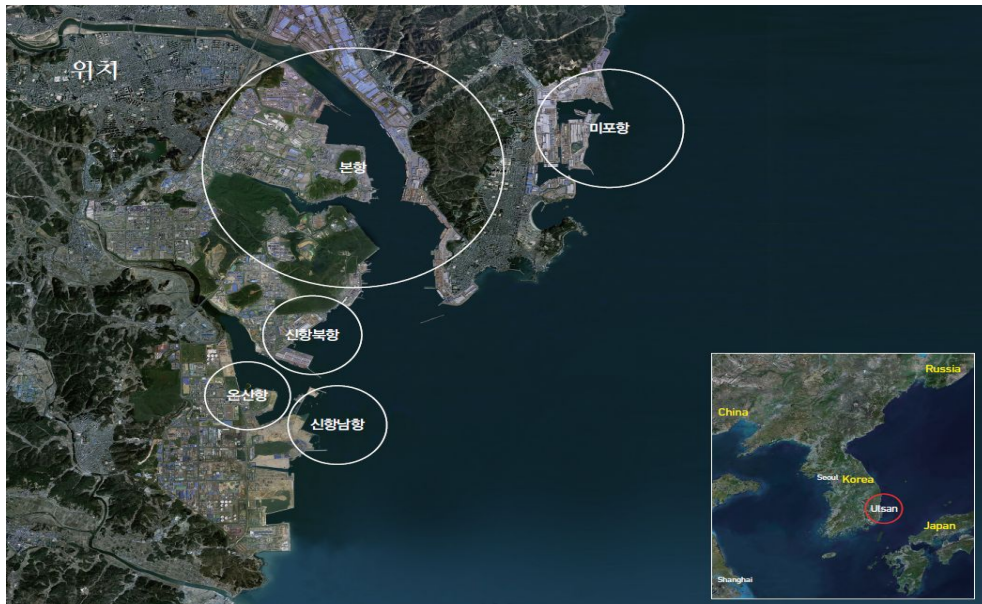 위치
미포항
본항
신항북항
온산항
신항남항
Russia
China
Seoul Korea
Ulsan
Japan
Shanghai